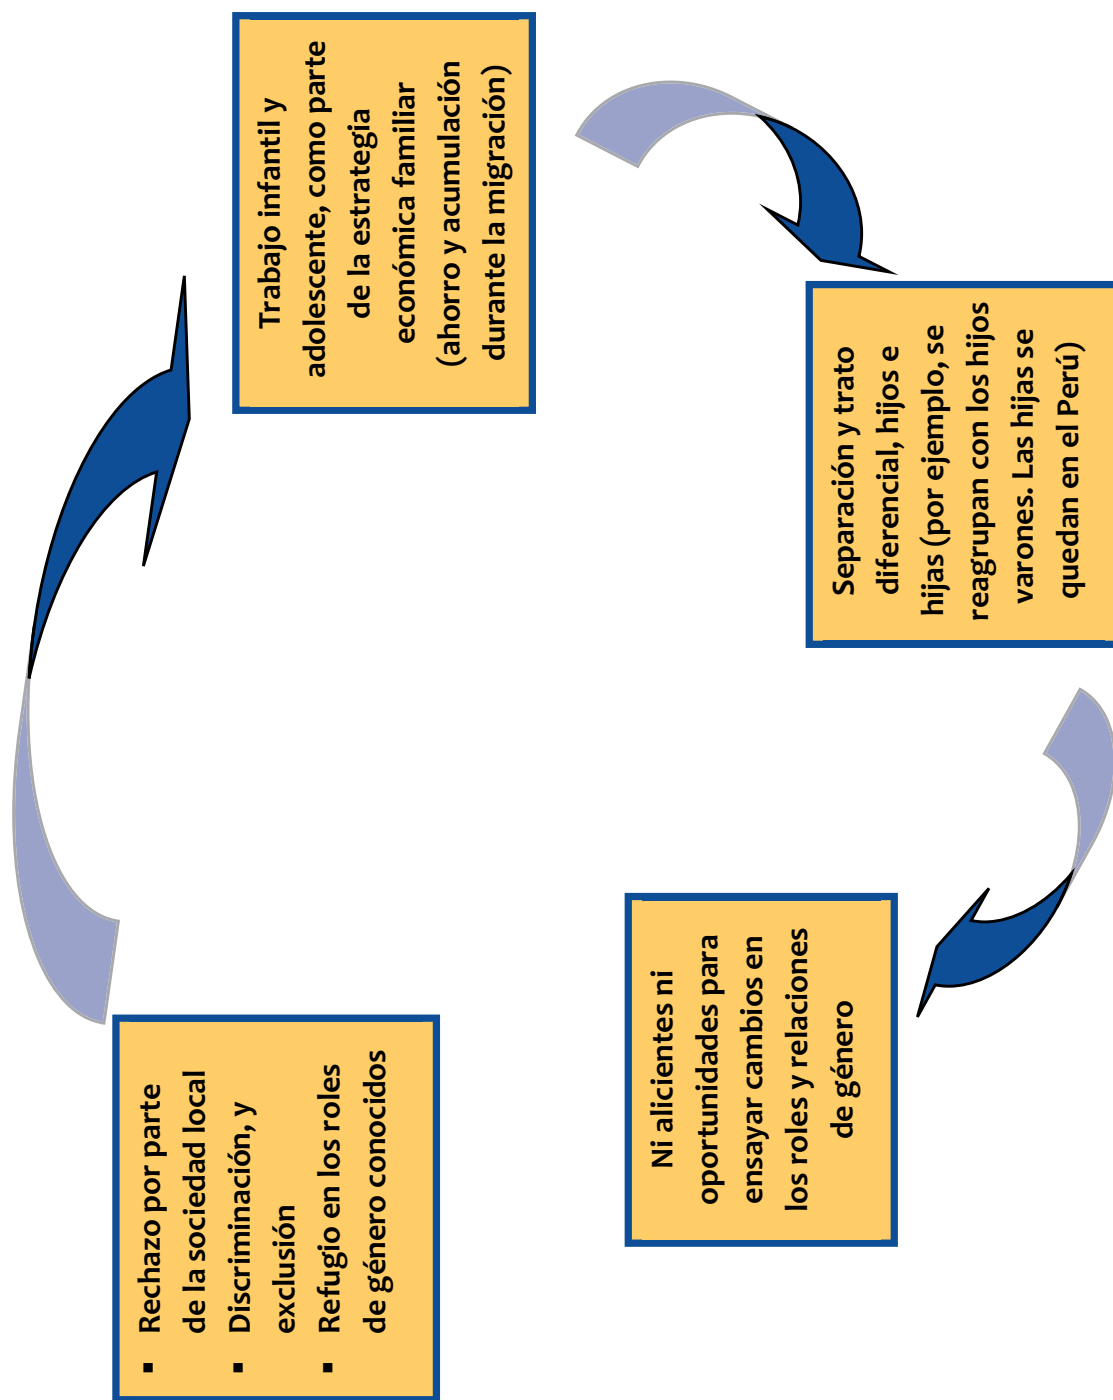 ▪ Rechazo por parte
de la sociedad local
▪ Discriminación, y
exclusión
▪ Refugio en los roles
de género conocidos
Trabajo infantil y
adolescente, como parte
de la estrategia
económica familiar
(ahorro y acumulación
durante la migración)
Separación y trato
diferencial, hijos e
hijas (por ejemplo, se
reagrupan con los hijos
varones. Las hijas se
quedan en el Perú)
Ni alicientes ni
oportunidades para
ensayar cambios en
los roles y relaciones
de género